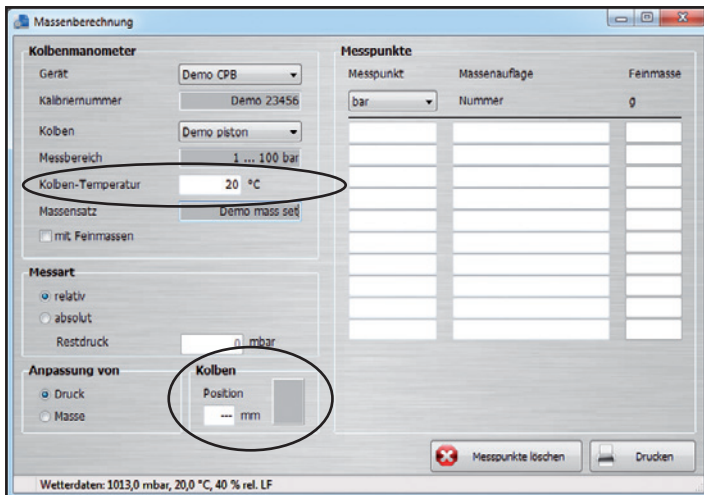 Massenberechnung
Kolbenmanometer
Gerät Demo CPB
Kalibriernummer Demo 23456
Kolben Demo piston
Messbereich 1 ... 100 bar
Kolben-Temperatur 20 °C
Massensatz Demo mass set
mit Feinmassen
Messart
relativ
absolut
Restdruck 0 mbar
Anpassung von
Druck
Masse
Kolben
Position
--- mm
Messpunkte
Messpunkt Massenauflage Feinmasse
bar Nummer g
Messpunkte löschen Drucken
Wetterdaten: 1013,0 mbar, 20,0 °C, 40 % rel. LF